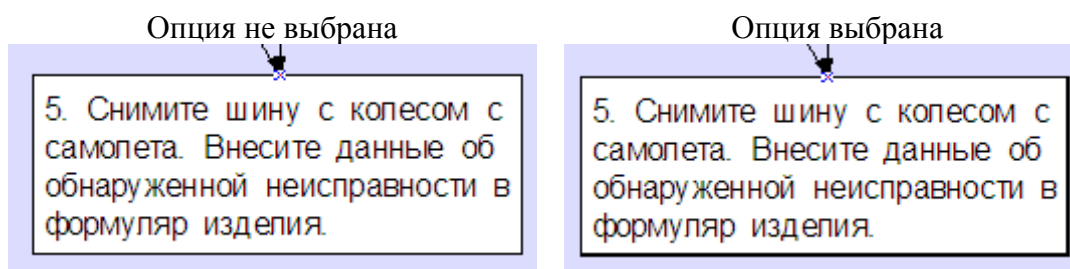 Опция не выбрана
5. Снимите шину с колесом с
самолета. Внесите данные об
обнаруженной неисправности в
формуляр изделия.
Опция выбрана
5. Снимите шину с колесом с
самолета. Внесите данные об
обнаруженной неисправности в
формуляр изделия.